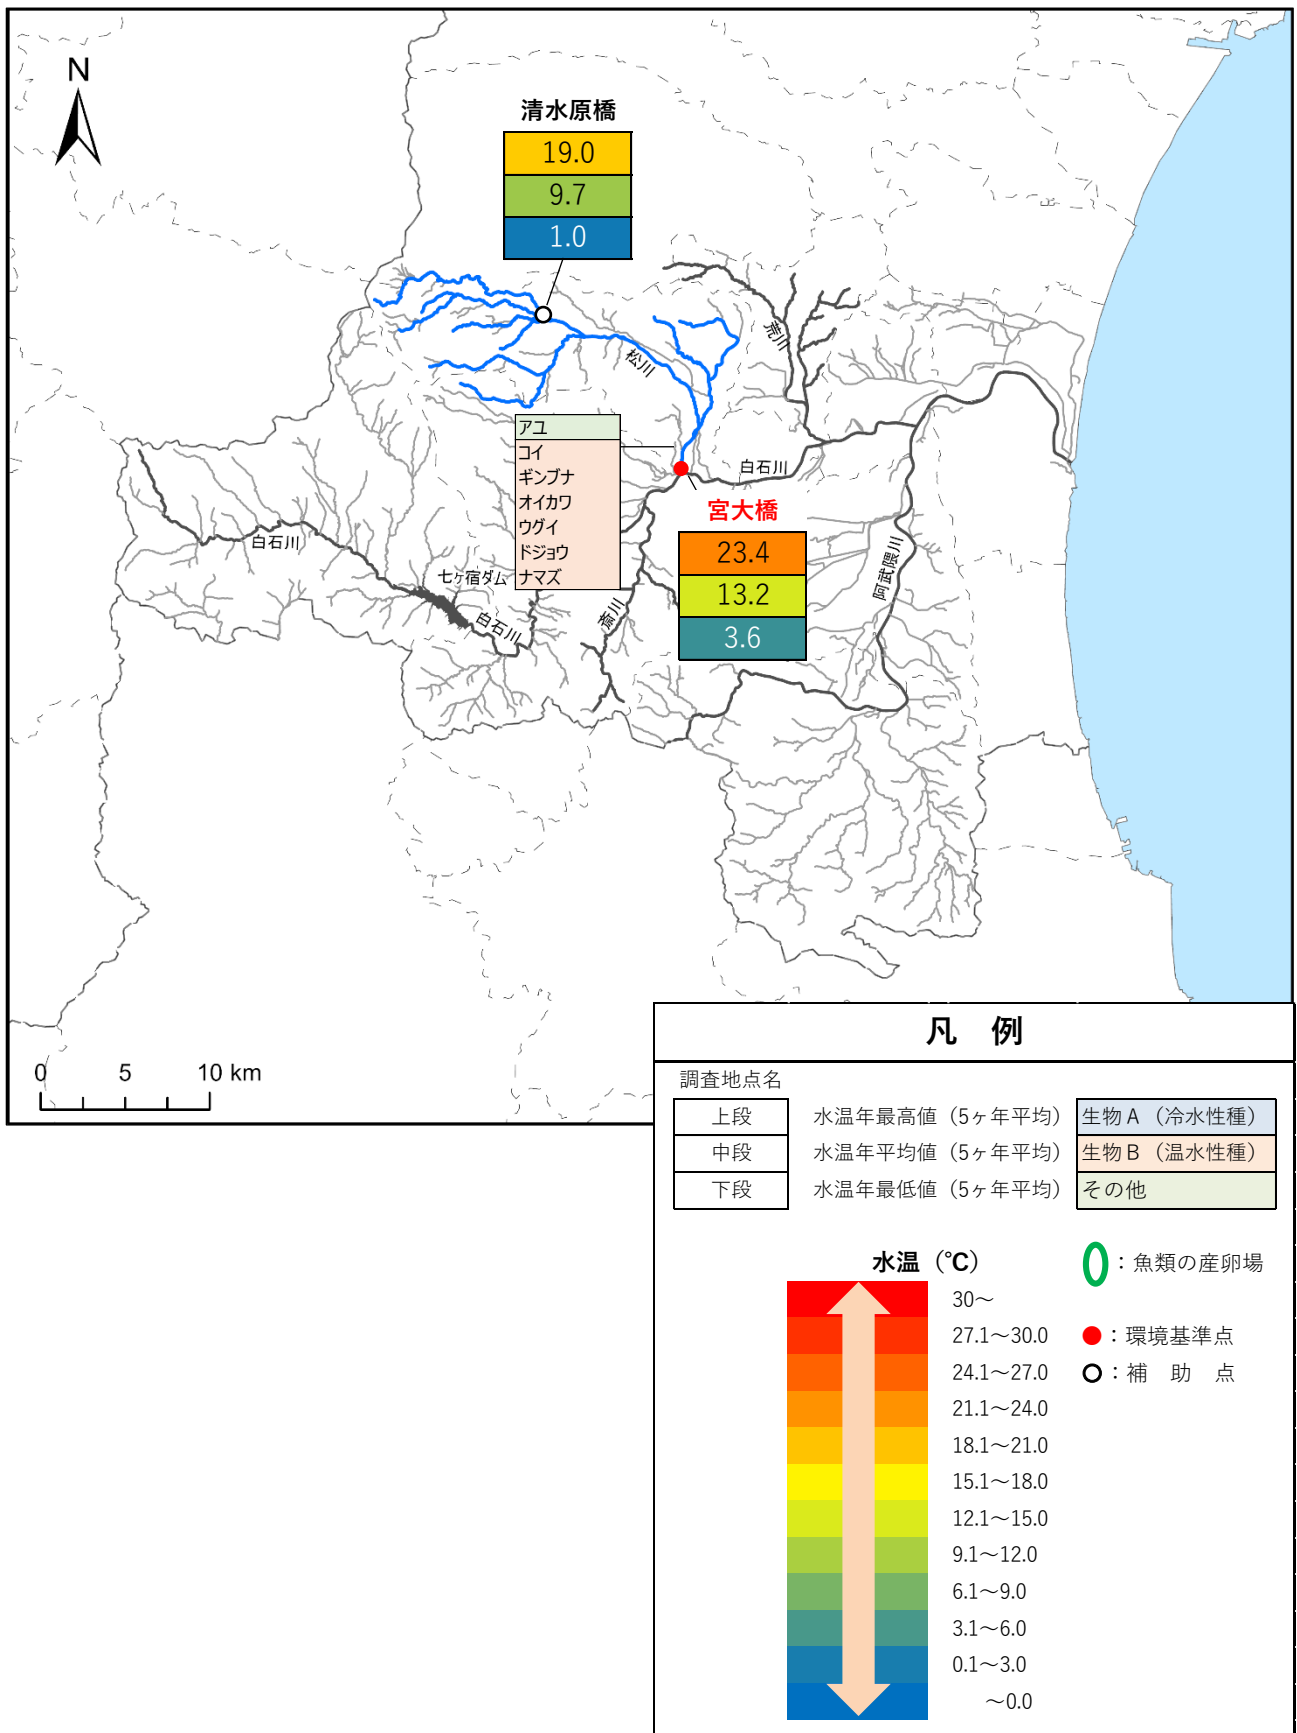 N
清水原橋
19.0
9.7
1.0
荒川
松川
アユ
コイ
ギンブナ
オイカワ
ウグイ
ドジョウ
ナマズ
白石川
宮大橋
23.4
13.2
3.6
阿武隈川
白石川
七ヶ宿ダム
白石川
斎川
0 5 10 km
凡 例
調査地点名
上段 水温年最高値（5ヶ年平均） 生物A（冷水性種）
中段 水温年平均値（5ヶ年平均） 生物B（温水性種）
下段 水温年最低値（5ヶ年平均） その他
水温（℃）
：魚類の産卵場
30～
27.1～30.0
：環境基準点
24.1～27.0
：補 助 点
21.1～24.0
18.1～21.0
15.1～18.0
12.1～15.0
9.1～12.0
6.1～9.0
3.1～6.0
0.1～3.0
～0.0